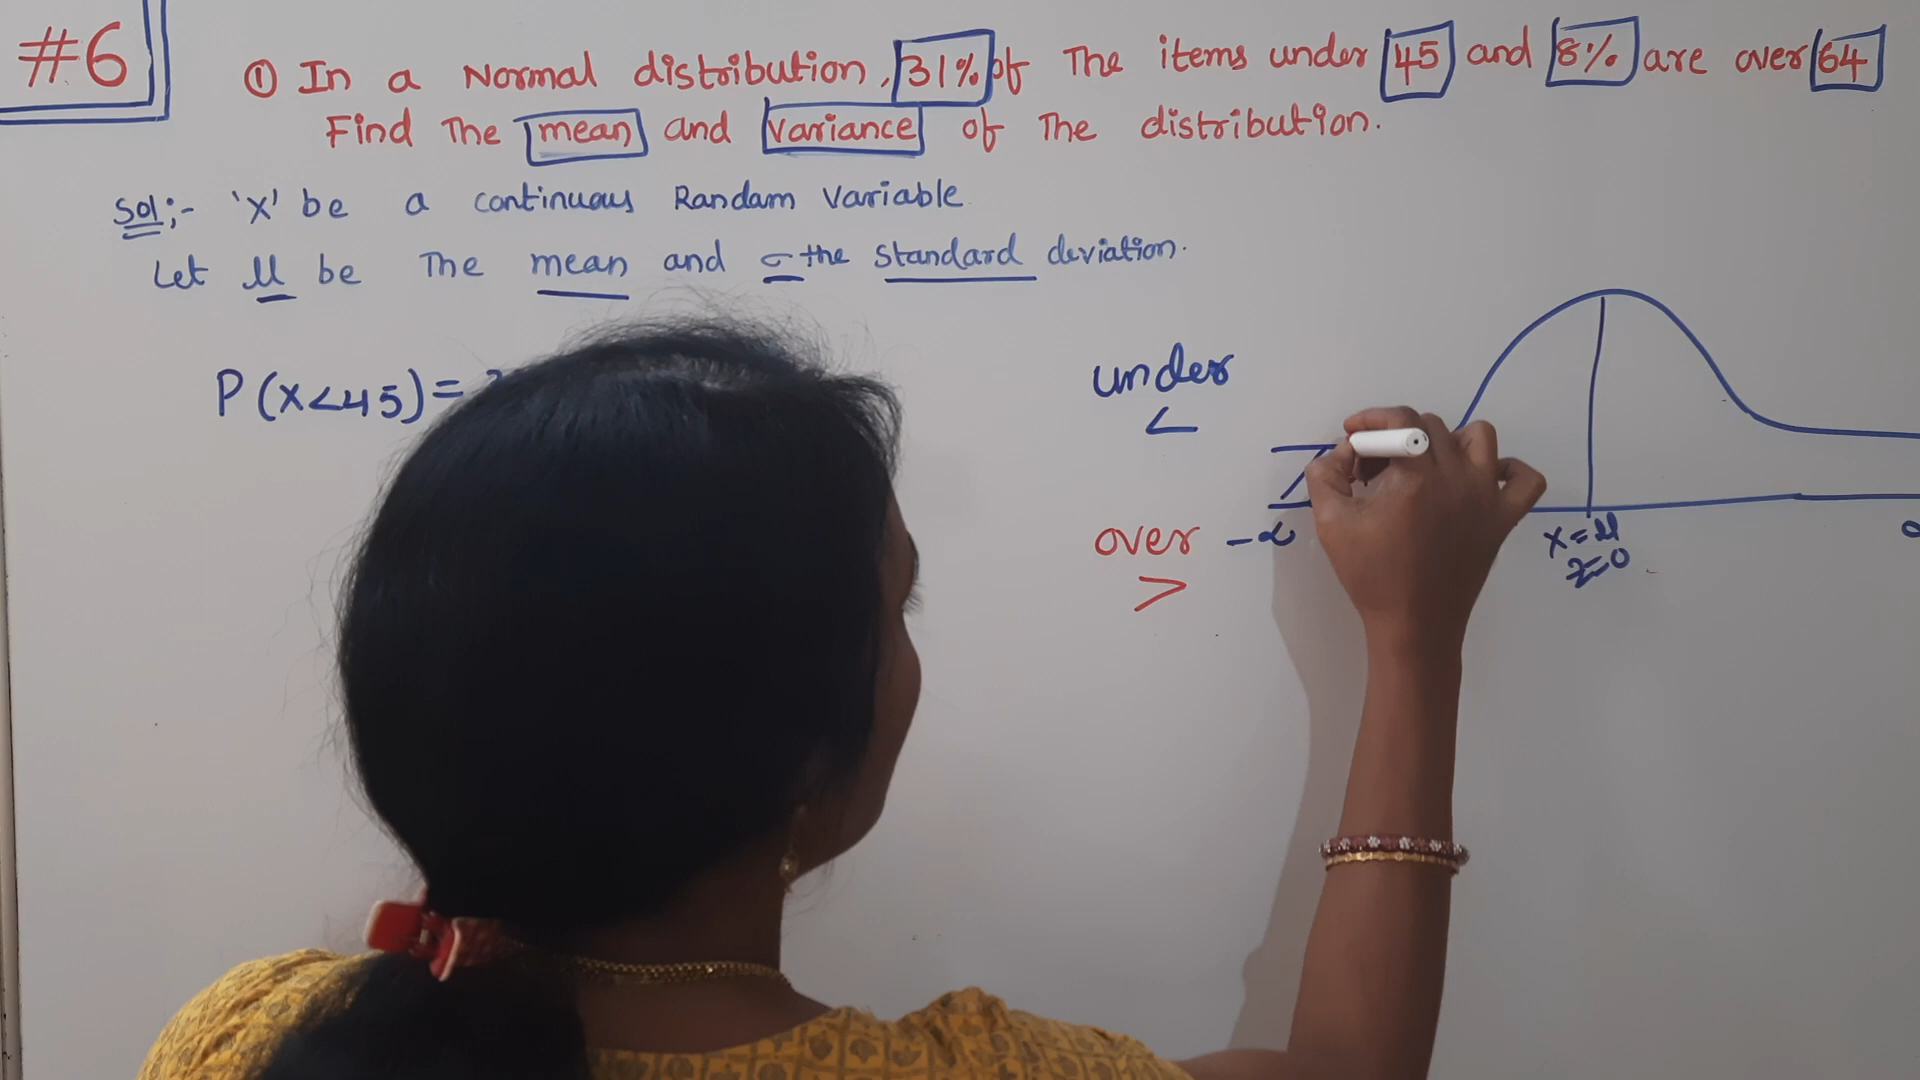 #6
① In a Normal distribution, 31% of The items under 45 and 8% are over 64
Find The mean and variance of The distribution.
Sol;- 'X' be a continuous Randam Variable.
Let μ be The mean and σ the standard deviation.
P(X<45)=
under
<
over
>
-∝
x=μ
z=0